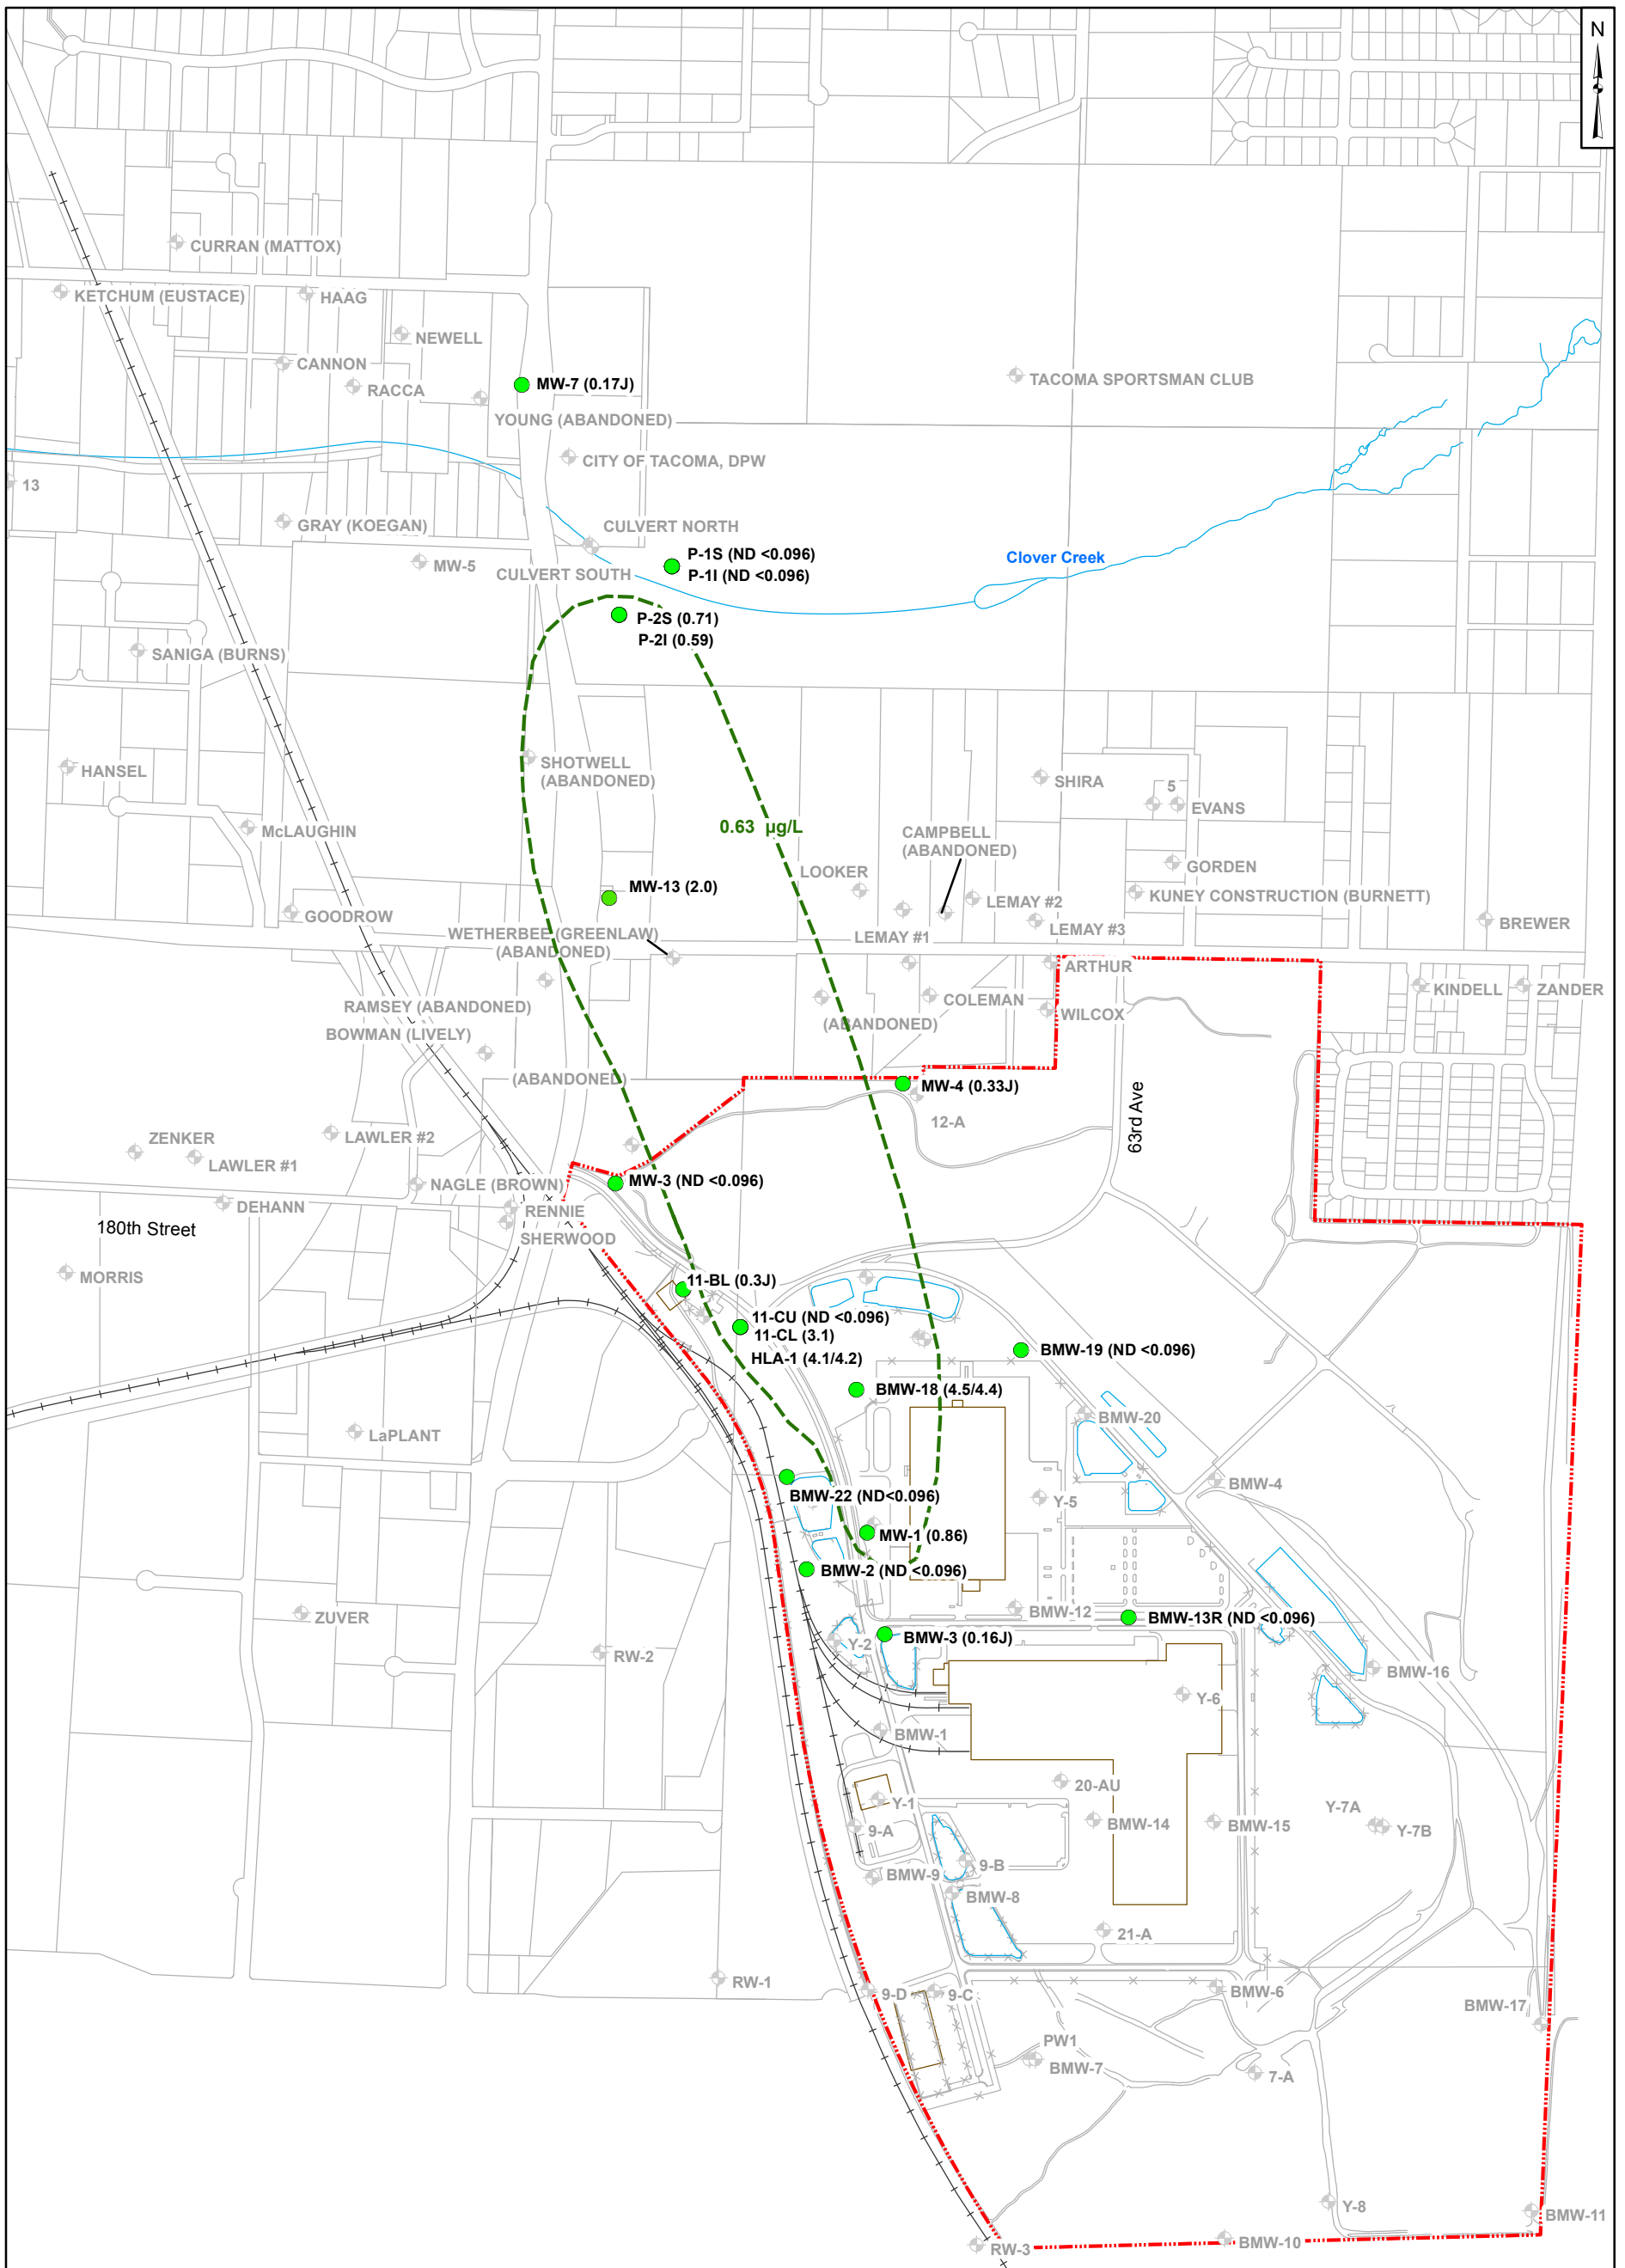 N
CURRAN (MATTOX)
KETCHUM (EUSTACE)
HAAG
NEWELL
CANNON
RACCA
MW-7 (0.17J)
TACOMA SPORTSMAN CLUB
YOUNG (ABANDONED)
CITY OF TACOMA, DPW
13
GRAY (KOEGAN)
CULVERT NORTH
MW-5
CULVERT SOUTH
P-1S (ND <0.096)
P-1I (ND <0.096)
Clover Creek
P-2S (0.71)
P-2I (0.59)
SANIGA (BURNS)
HANSEL
SHOTWELL
(ABANDONED)
SHIRA
5
EVANS
McLAUGHIN
0.63 µg/L
CAMPBELL
(ABANDONED)
LOOKER
GORDEN
MW-13 (2.0)
LEMAY #2
KUNEY CONSTRUCTION (BURNETT)
GOODROW
WETHERBEE (GREENLAW)
(ABANDONED)
LEMAY #1
LEMAY #3
BREWER
ARTHUR
RAMSEY (ABANDONED)
COLEMAN
KINDELL
ZANDER
BOWMAN (LIVELY)
(ABANDONED)
WILCOX
(ABANDONED)
MW-4 (0.33J)
12-A
63rd Ave
ZENKER
LAWLER #2
LAWLER #1
NAGLE (BROWN)
MW-3 (ND <0.096)
DEHANN
RENNIE
180th Street
SHERWOOD
MORRIS
11-BL (0.3J)
11-CU (ND <0.096)
11-CL (3.1)
HLA-1 (4.1/4.2)
BMW-19 (ND <0.096)
BMW-18 (4.5/4.4)
BMW-20
LaPLANT
BMW-4
BMW-22 (ND<0.096)
Y-5
MW-1 (0.86)
BMW-2 (ND <0.096)
ZUVER
BMW-12
BMW-13R (ND <0.096)
BMW-3 (0.16J)
Y-2
RW-2
BMW-16
Y-6
BMW-1
20-AU
Y-1
BMW-14
BMW-15
Y-7A
Y-7B
9-A
9-B
BMW-9
BMW-8
21-A
RW-1
9-D
9-C
BMW-6
BMW-17
PW1
BMW-7
7-A
Y-8
BMW-11
BMW-10
RW-3